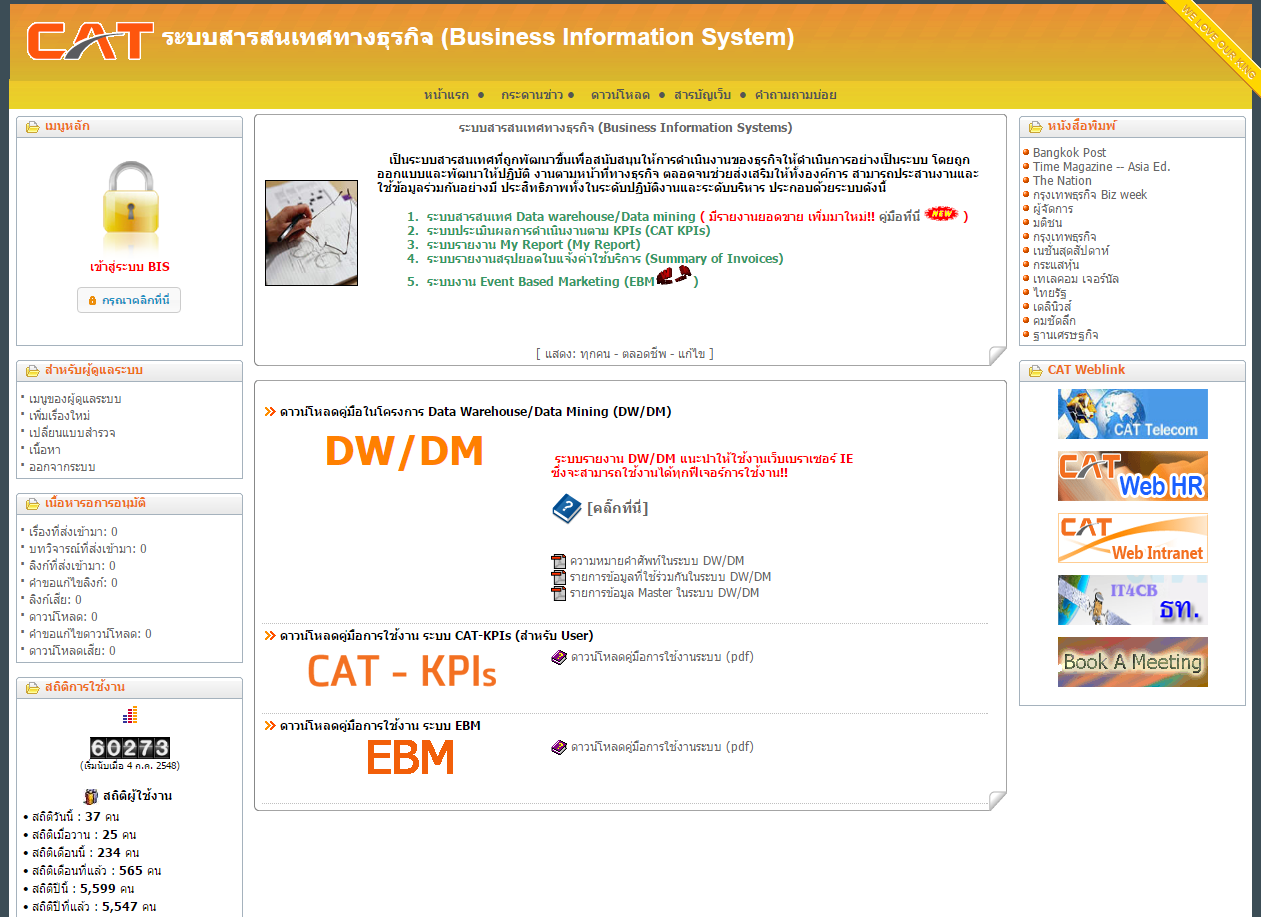 CAT ระบบสารสนเทศทางธุรกิจ (Business Information System)
WE LOVE OUR KING
หน้าแรก ● กระดานข่าว ● ดาวน์โหลด ● สารบัญเว็บ ● คำถามถามบ่อย
เมนูหลัก
เข้าสู่ระบบ BIS
กรุณาคลิกที่นี่
สำหรับผู้ดูแลระบบ
เมนูของผู้ดูแลระบบ
เพิ่มเรื่องใหม่
เปลี่ยนแบบสำรวจ
เนื้อหา
ออกจากระบบ
เนื้อหารอการอนุมัติ
เรื่องที่ส่งเข้ามา: 0
บทวิจารณ์ที่ส่งเข้ามา: 0
ลิงก์ที่ส่งเข้ามา: 0
คำขอแก้ไขลิงก์: 0
ลิงก์เสีย: 0
ดาวน์โหลด: 0
คำขอแก้ไขดาวน์โหลด: 0
ดาวน์โหลดเสีย: 0
สถิติการใช้งาน
60273
(เริ่มนับเมื่อ 4 ก.ค. 2548)
สถิติผู้ใช้งาน
• สถิติวันนี้ : 37 คน
• สถิติเมื่อวาน : 25 คน
• สถิติเดือนนี้ : 234 คน
• สถิติเดือนที่แล้ว : 565 คน
• สถิติปีนี้ : 5,599 คน
• สถิติปีที่แล้ว : 5,547 คน
ระบบสารสนเทศทางธุรกิจ (Business Information Systems)
เป็นระบบสารสนเทศที่ถูกพัฒนาขึ้นเพื่อสนับสนุนให้การดำเนินงานของธุรกิจให้ดำเนินการอย่างเป็นระบบ โดยถูก
ออกแบบและพัฒนาให้ปฏิบัติ งานตามหน้าที่ทางธุรกิจ ตลอดจนช่วยส่งเสริมให้ทั้งองค์การ สามารถประสานงานและ
ใช้ข้อมูลร่วมกันอย่างมี ประสิทธิภาพทั้งในระดับปฏิบัติงานและระดับบริหาร ประกอบด้วยระบบดังนี้
1. ระบบสารสนเทศ Data warehouse/Data mining ( มีรายงานยอดขาย เพิ่มมาใหม่!! คู่มือที่นี่ NEW )
2. ระบบประเมินผลการดำเนินงานตาม KPIs (CAT KPIs)
3. ระบบรายงาน My Report (My Report)
4. ระบบรายงานสรุปยอดใบแจ้งค่าใช้บริการ (Summary of Invoices)
5. ระบบงาน Event Based Marketing (EBM )
[ แสดง: ทุกคน - ตลอดชีพ - แก้ไข ]
ดาวน์โหลดคู่มือในโครงการ Data Warehouse/Data Mining (DW/DM)
DW/DM
ระบบรายงาน DW/DM แนะนำให้ใช้งานเว็บเบราเซอร์ IE
ซึ่งจะสามารถใช้งานได้ทุกฟีเจอร์การใช้งาน!!
[คลิ๊กที่นี่]
ความหมายคำศัพท์ในระบบ DW/DM
รายการข้อมูลที่ใช้ร่วมกันในระบบ DW/DM
รายการข้อมูล Master ในระบบ DW/DM
ดาวน์โหลดคู่มือการใช้งาน ระบบ CAT-KPIs (สำหรับ User)
CAT - KPIs
ดาวน์โหลดคู่มือการใช้งานระบบ (pdf)
ดาวน์โหลดคู่มือการใช้งาน ระบบ EBM
EBM
ดาวน์โหลดคู่มือการใช้งานระบบ (pdf)
หนังสือพิมพ์
Bangkok Post
Time Magazine -- Asia Ed.
The Nation
กรุงเทพธุรกิจ Biz week
ผู้จัดการ
มติชน
กรุงเทพธุรกิจ
เนชั่นสุดสัปดาห์
กระแสหุ้น
เทเลคอม เจอร์นัล
ไทยรัฐ
เดลินิวส์
คมชัดลึก
ฐานเศรษฐกิจ
CAT Weblink
CAT Telecom
CAT Web HR
CAT Web Intranet
IT4CB
ธท.
Book A Meeting